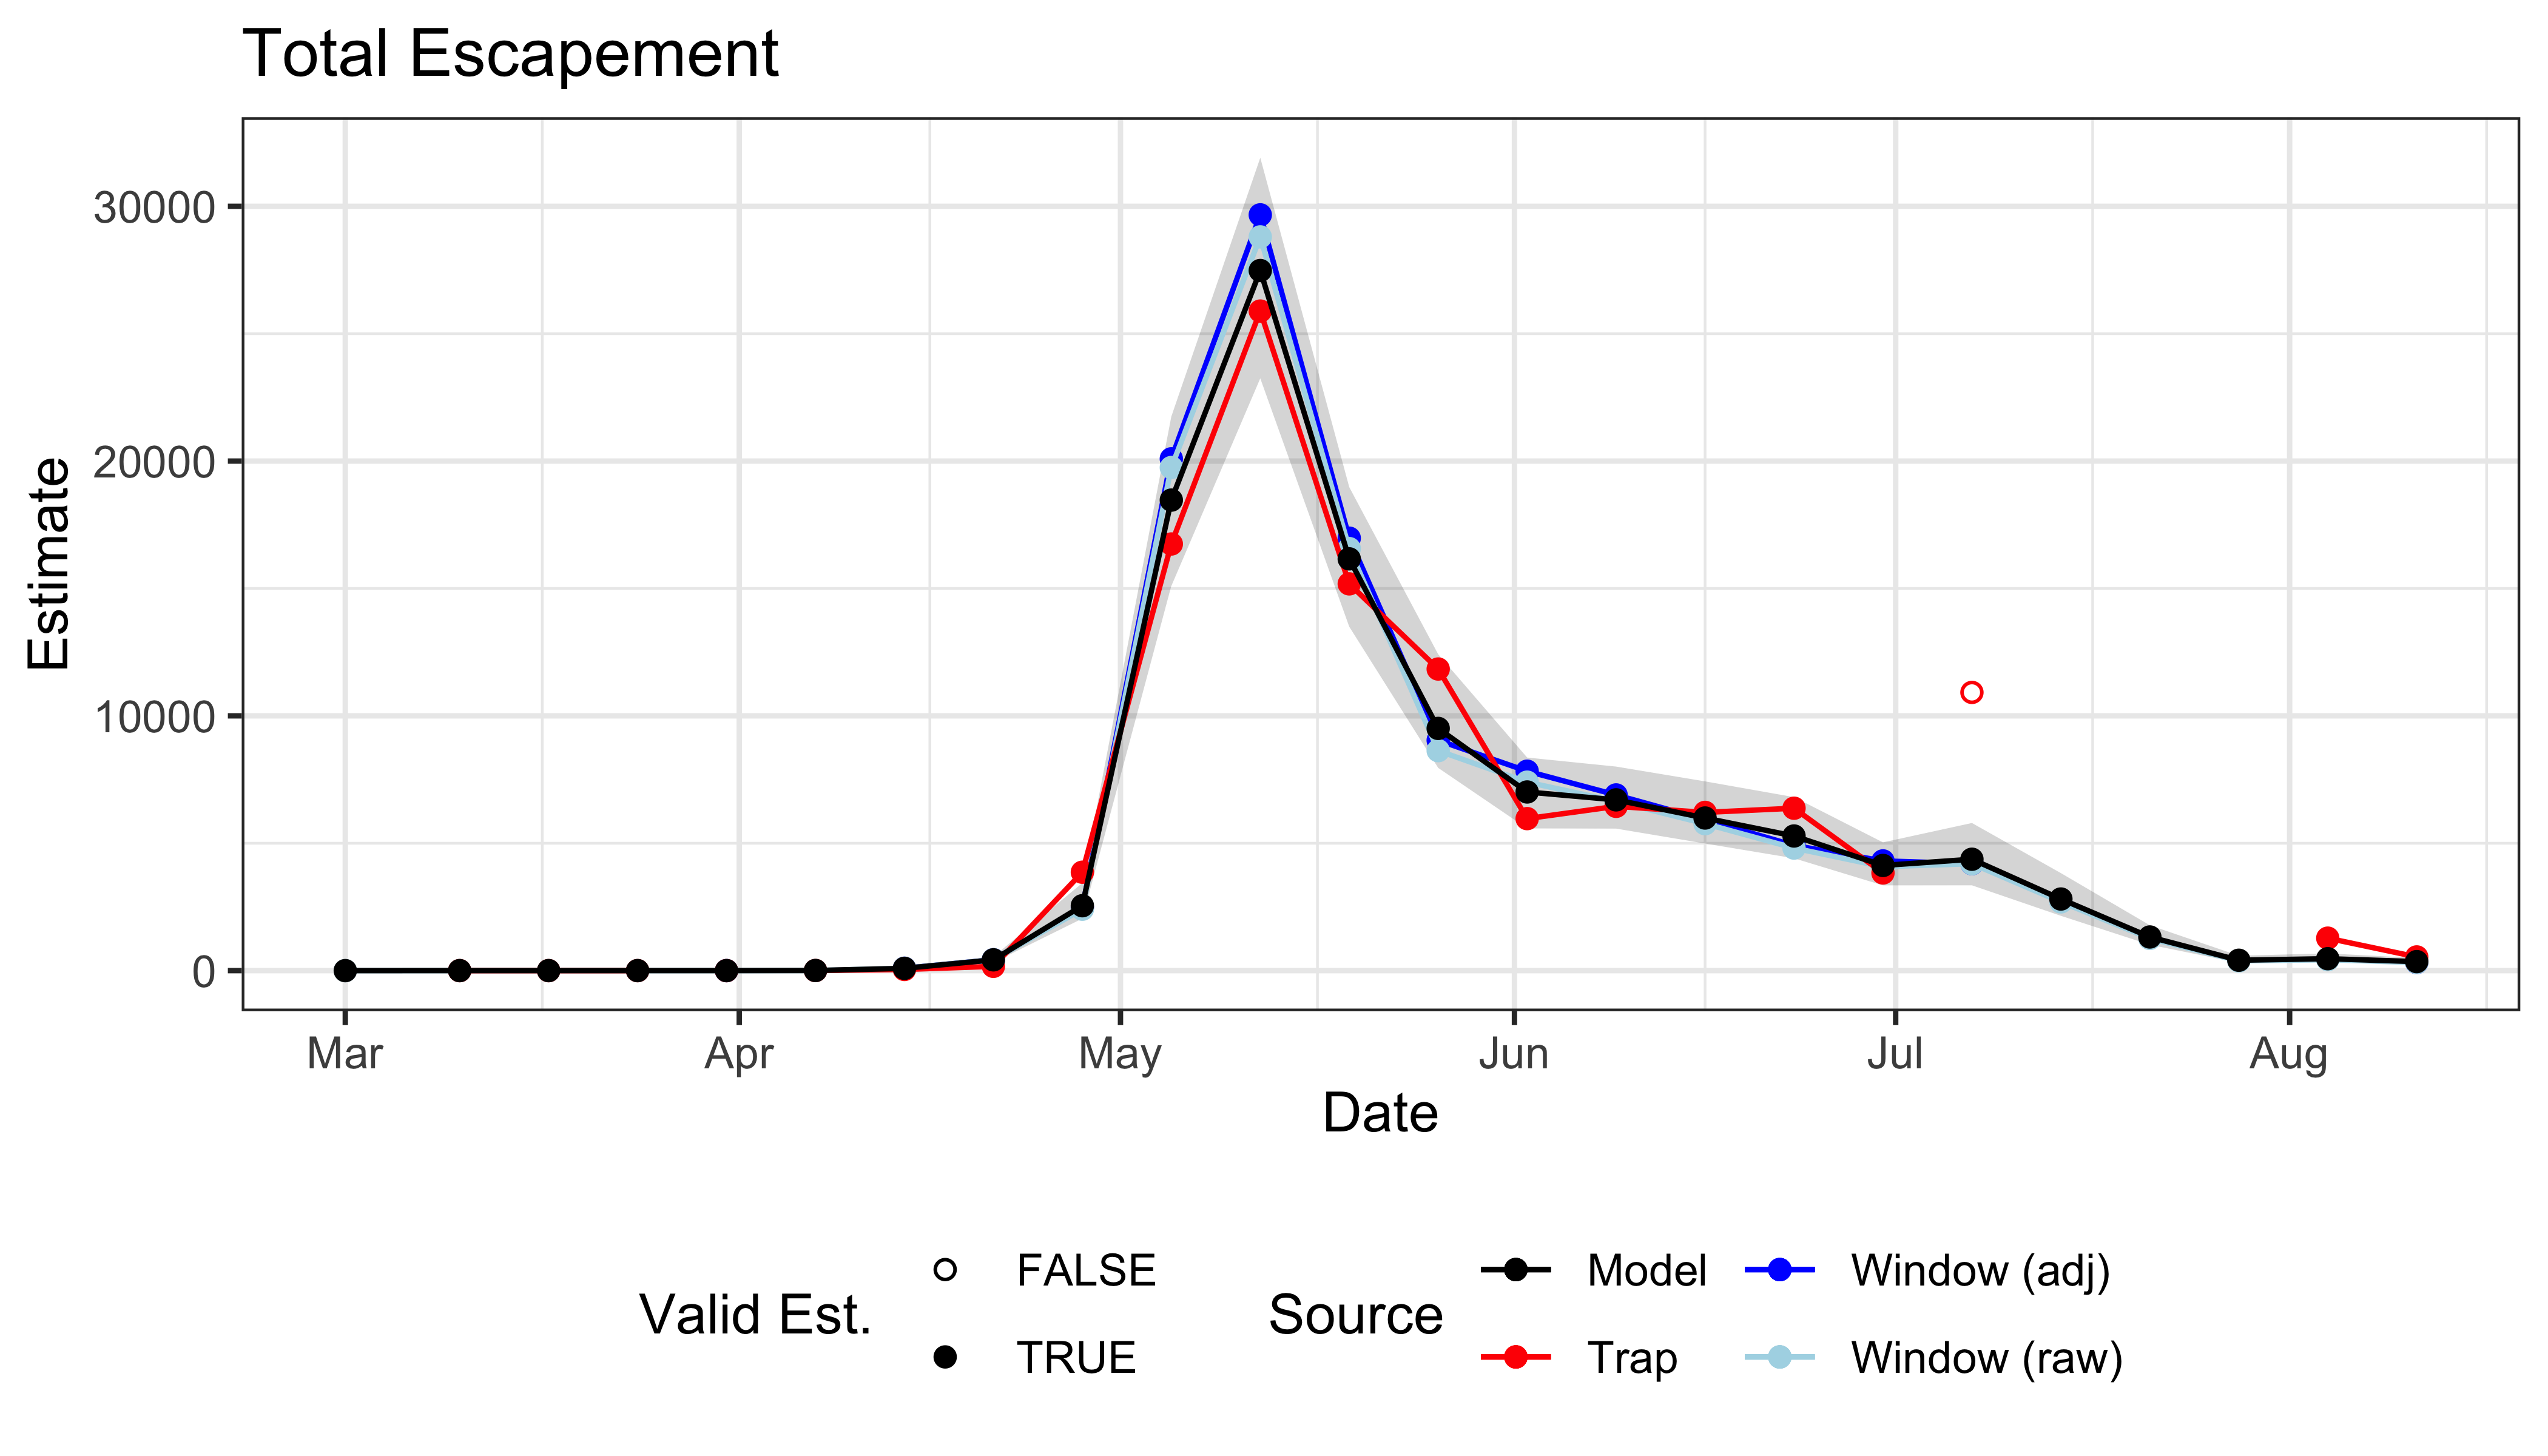 Total Escapement
Estimate
30000
20000
10000
0
Mar Apr May Jun Jul Aug
Date
Valid Est.
FALSE
TRUE
Source
Model
Trap
Window (adj)
Window (raw)